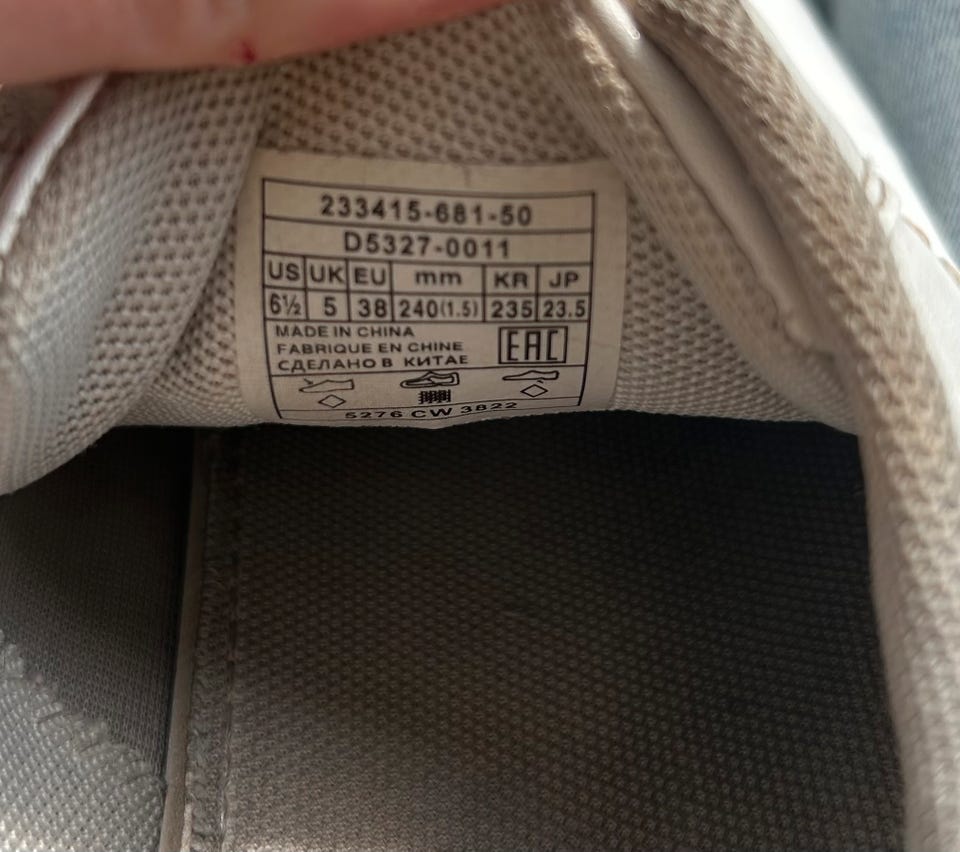 233415-681-50
D5327-0011
US UK EU mm KR JP
6½ 5 38 240(1.5) 235 23.5
MADE IN CHINA
FABRIQUE EN CHINE
СДЕЛАНО В КИТАЕ
EAC
5276 CW 3822